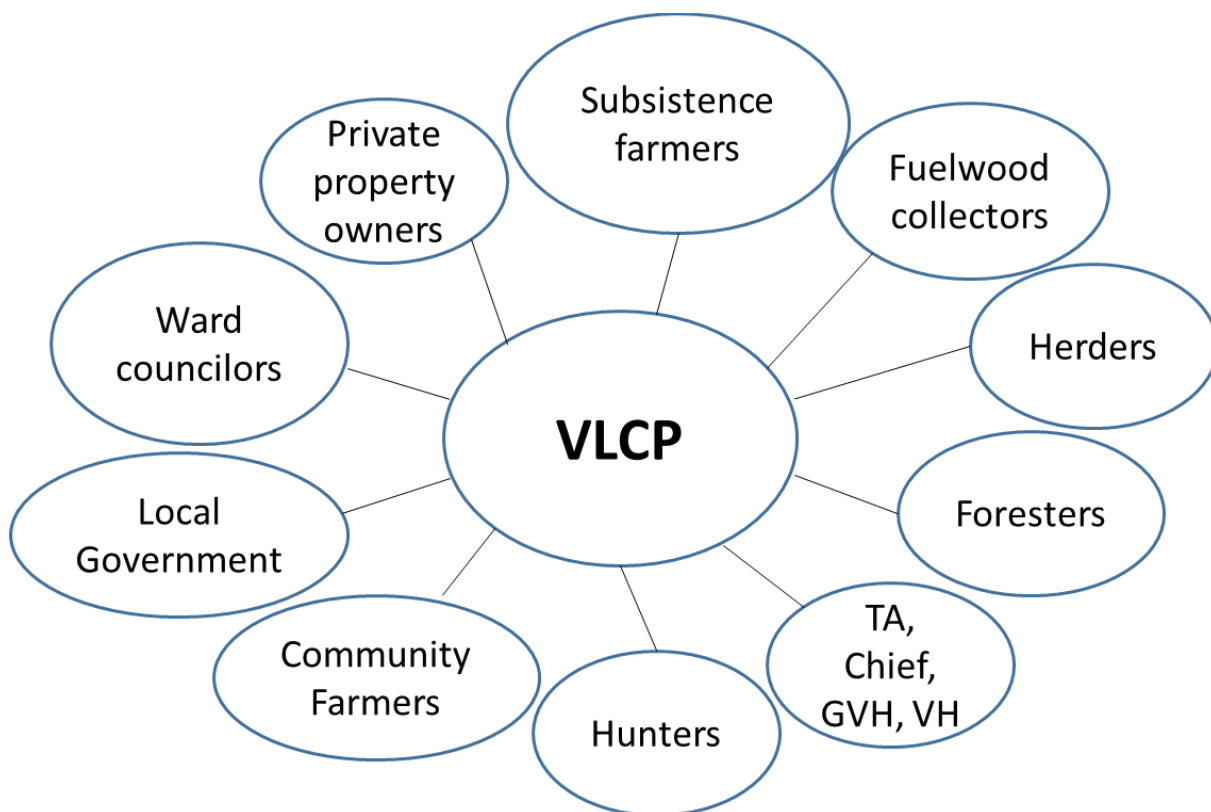 Subsistence
farmers
Private
property
owners
Fuelwood
collectors
Ward
councilors
Herders
VLCP
Local
Government
Foresters
Community
Farmers
TA,
Chief,
GVH, VH
Hunters